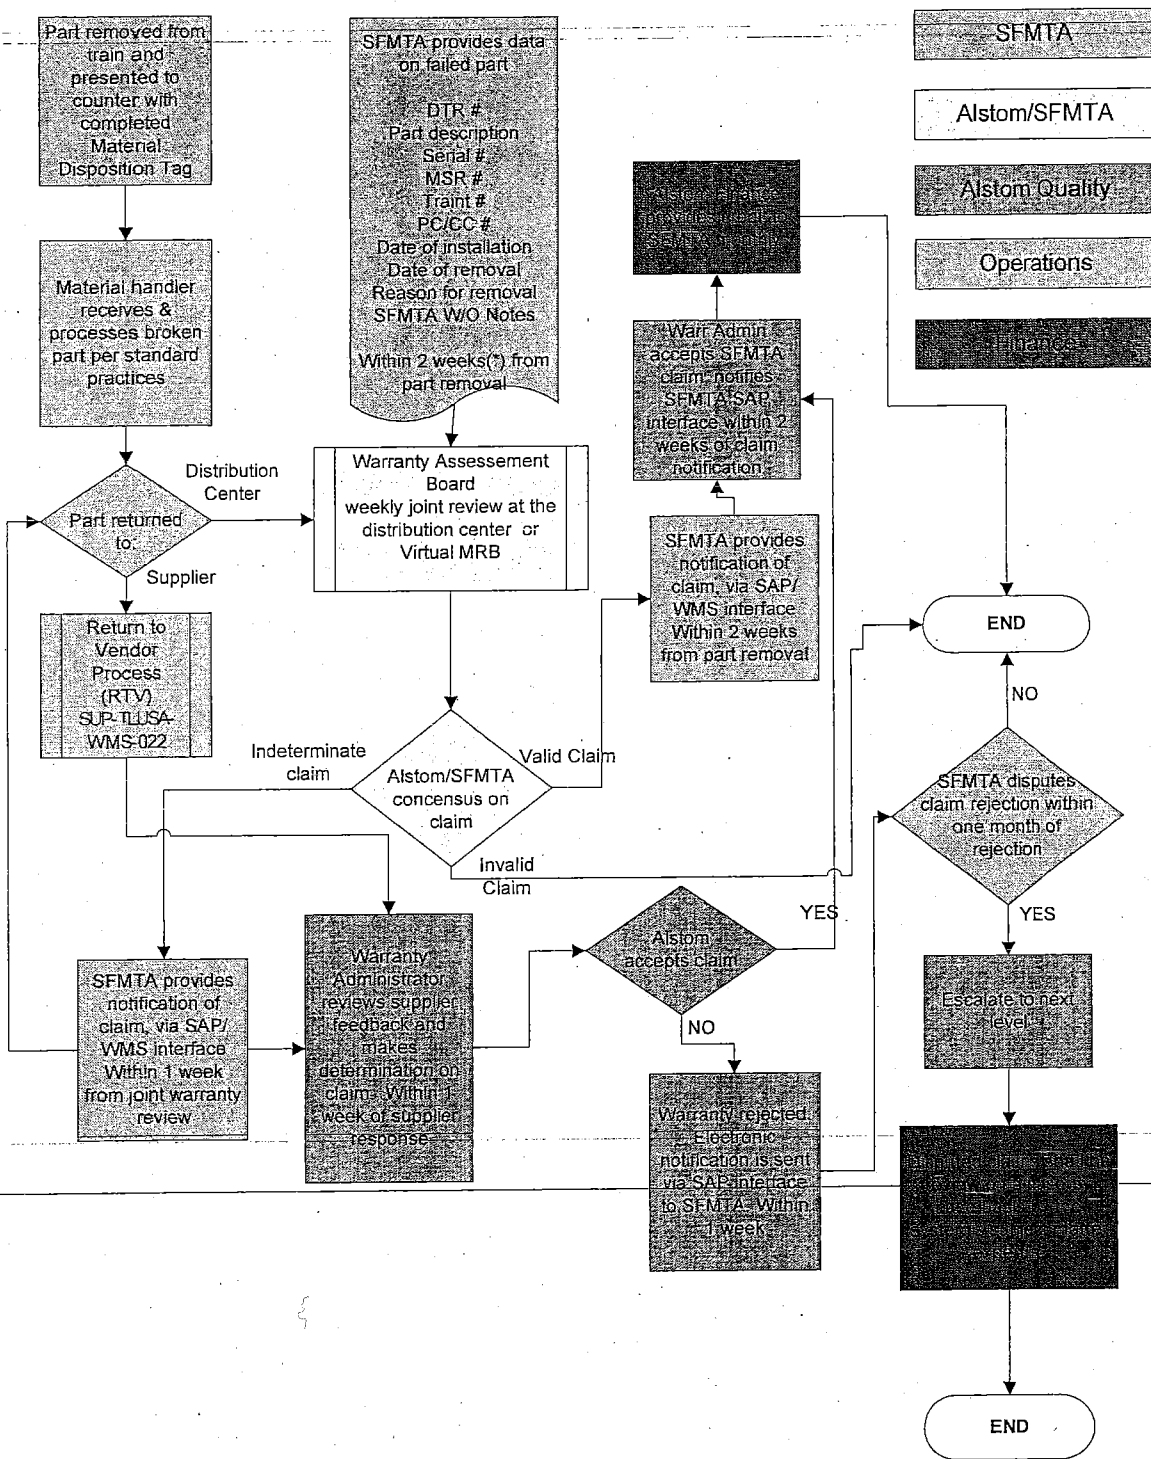 Part removed from
train and
presented to
counter with
completed
Material
Disposition Tag
SFMTA provides data
on failed part
DTR #
Part description
Serial #
MSR #
Traint #
PC/CC #
Date of installation
Date of removal
Reason for removal
SFMTA W/O Notes
Within 2 weeks(*) from
part removal
SFMTA
Alstom/SFMTA
Alstom Quality
Operations
Finance
Material handler
receives &
processes broken
part per standard
practices
Warr Admin
accepts SFMTA
claim, notifies
SFMTA SAP
interface within 2
weeks of claim
notification
Distribution
Center
Part returned
to:
Supplier
Warranty Assessement
Board
weekly joint review at the
distribution center or
Virtual MRB
SFMTA provides
notification of
claim, via SAP/
WMS interface
Within 2 weeks
from part removal
END
Return to
Vendor
Process
(RTV)
SUP-TLUSA-
WMS-022
NO
Indeterminate
claim
Valid Claim
Alstom/SFMTA
concensus on
claim
Invalid
Claim
SFMTA disputes
claim rejection within
one month of
rejection
YES
YES
Alstom
accepts claim
NO
SFMTA provides
notification of
claim, via SAP/
WMS interface
Within 1 week
from joint warranty
review
Warranty
Administrator
reviews supplier
feedback and
makes
determination on
claim. Within 1
week of supplier
response
Escalate to next
level
Warranty rejected.
Electronic
notification is sent
via SAP interface
to SFMTA. Within
1 week
END